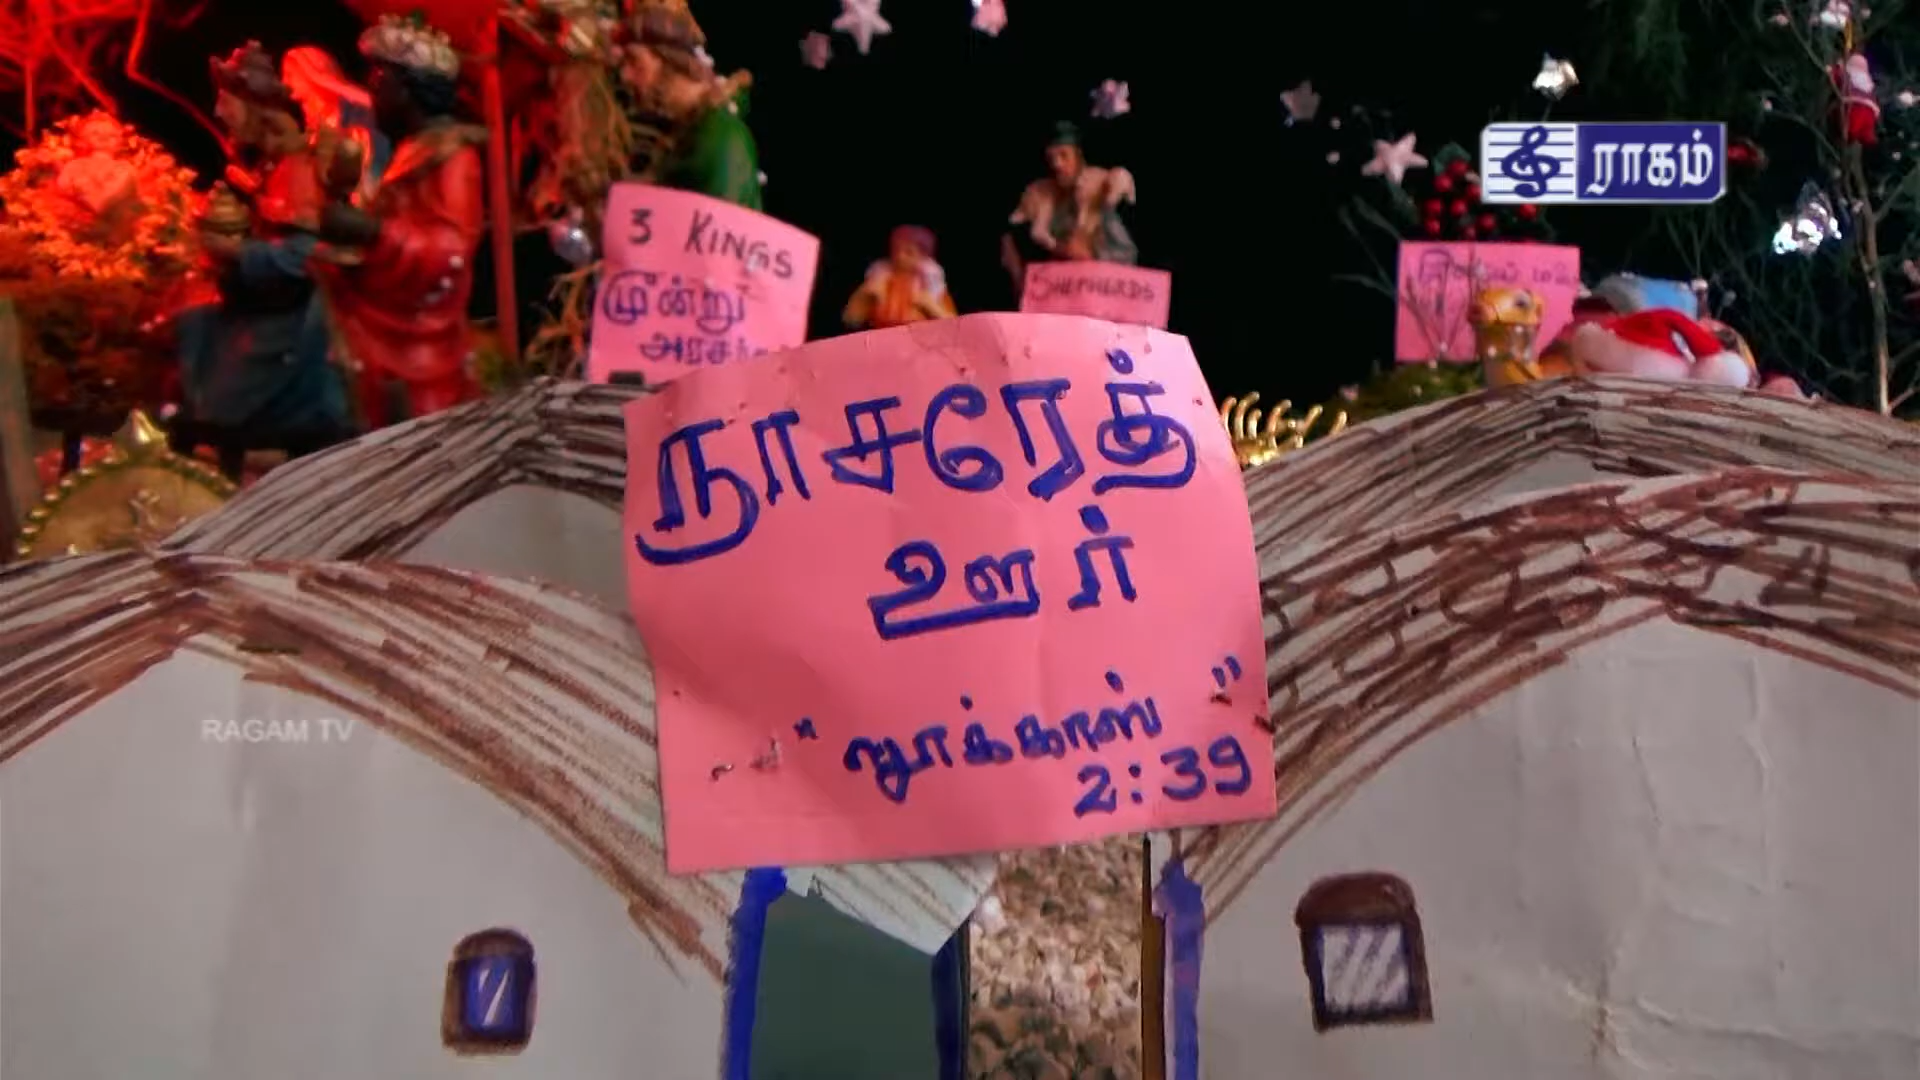 ராகம்
3 KINGS
மூன்று
SHEPHERDS
நாசரேத்
ஊர்
"லூக்காஸ்"
2:39
RAGAM TV